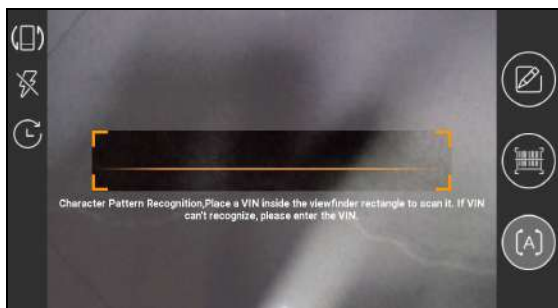 Character Pattern Recognition,Place a VIN inside the viewfinder rectangle to scan it. If VIN
can't recognize, please enter the VIN.
[A]